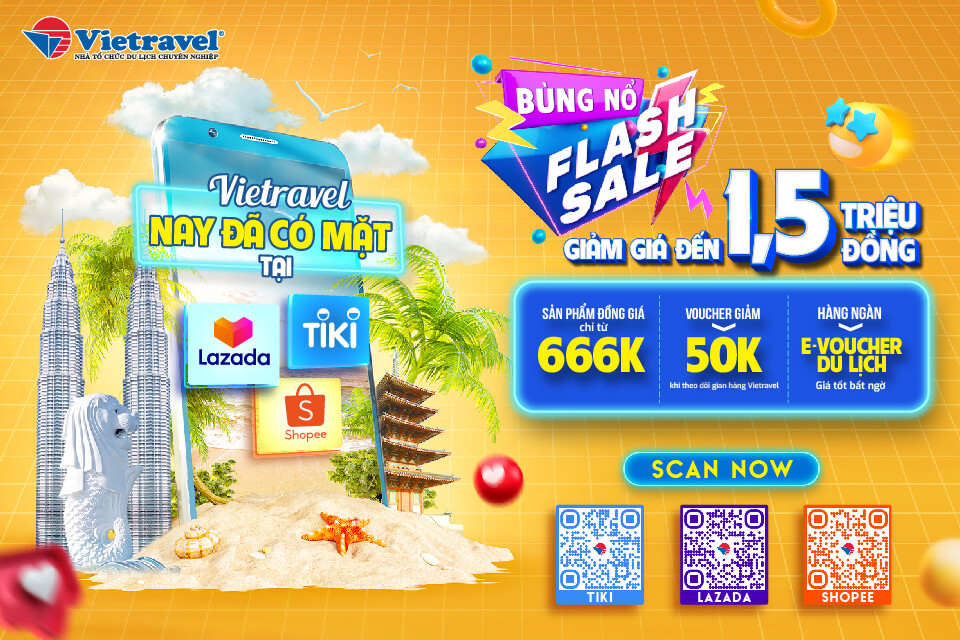 Vietravel®
NHÀ TỔ CHỨC DU LỊCH CHUYÊN NGHIỆP
Vietravel
NAY ĐÃ CÓ MẶT
TẠI
Lazada
TIKI
S
Shopee
BÙNG NỔ
FLASH
SALE
GIẢM GIÁ ĐẾN 1,5 TRIỆU ĐỒNG
SẢN PHẨM ĐỒNG GIÁ
chỉ từ
666K
VOUCHER GIẢM
50K
khi theo dõi gian hàng Vietravel
HÀNG NGÀN
E-VOUCHER
DU LỊCH
Giá tốt bất ngờ
SCAN NOW
TIKI
LAZADA
SHOPEE